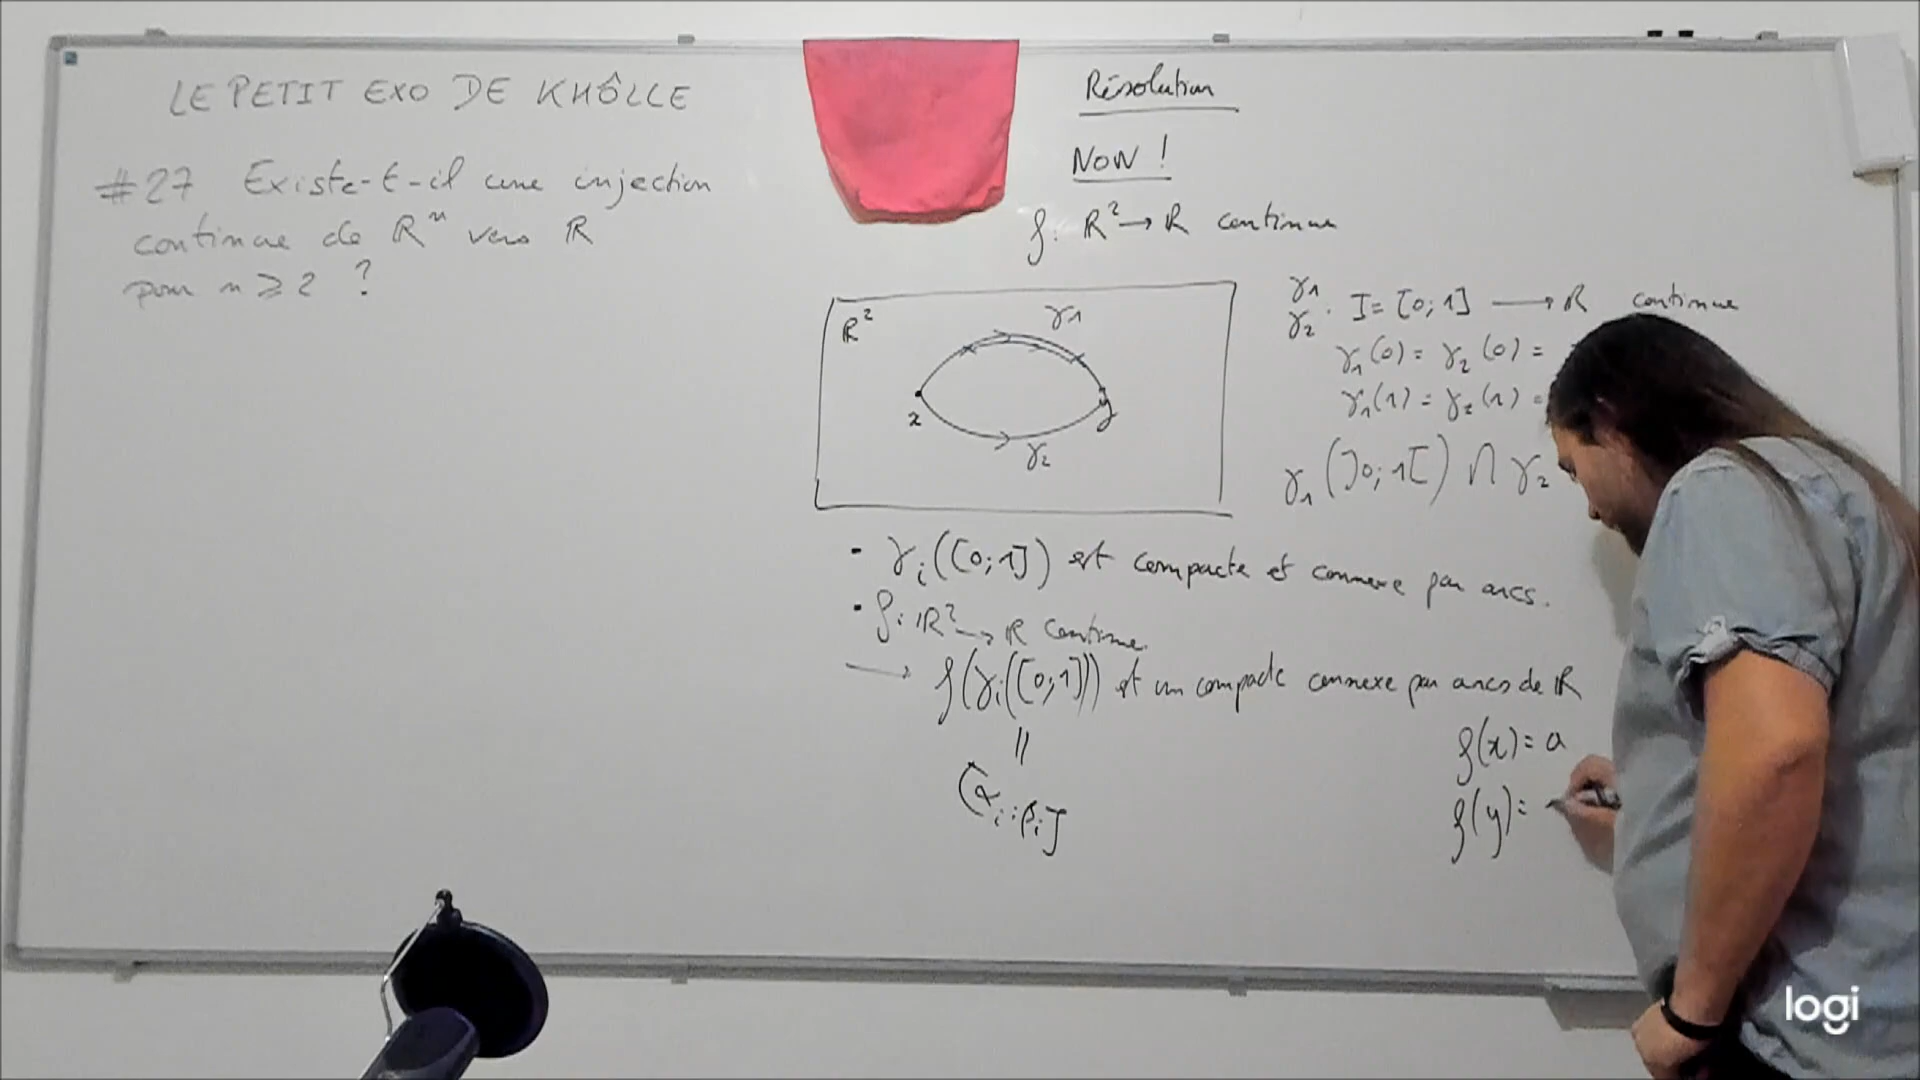 LE PETIT EXO DE KHÔLLE
#27 Existe-t-il une injection
continue de ℝⁿ vers ℝ
pour n ⩾ 2 ?
Résolution
NON !
f: ℝ² → ℝ continue
ℝ²
γ1
x
y
γ2
γ1
γ2 : I = [0;1] → ℝ continue
γ1(0) = γ2(0) =
γ1(1) = γ2(1) =
γ1(]0;1[) ∩ γ2
- γi([0;1]) est compacte et connexe par arcs.
- f: ℝ² → ℝ continue
→ f(γi([0;1])) est un compact connexe par arcs de ℝ
||
[αi;βi]
f(x) = a
f(y) =
logi